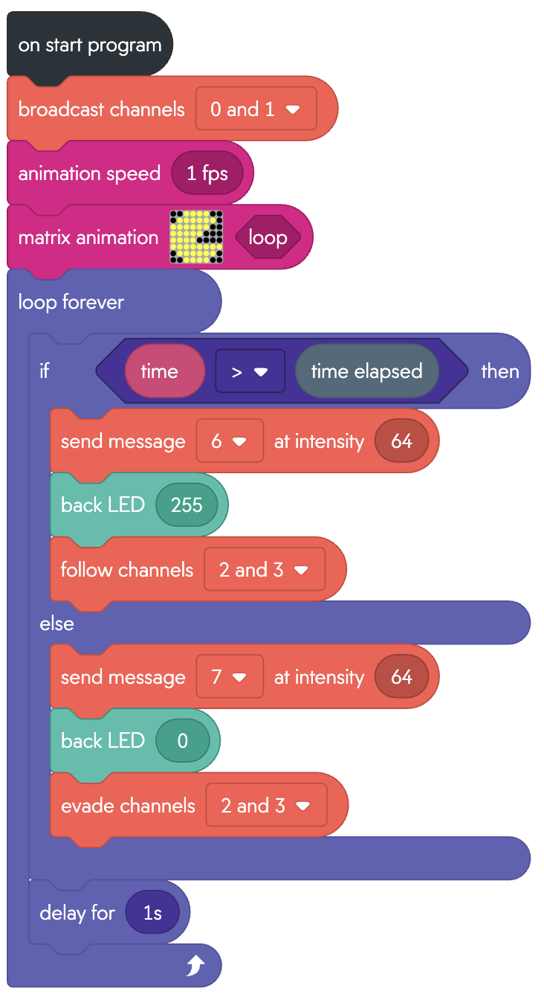 on start program
broadcast channels 0 and 1
animation speed 1 fps
matrix animation loop
loop forever
if time > time elapsed then
send message 6 at intensity 64
back LED 255
follow channels 2 and 3
else
send message 7 at intensity 64
back LED 0
evade channels 2 and 3
delay for 1s